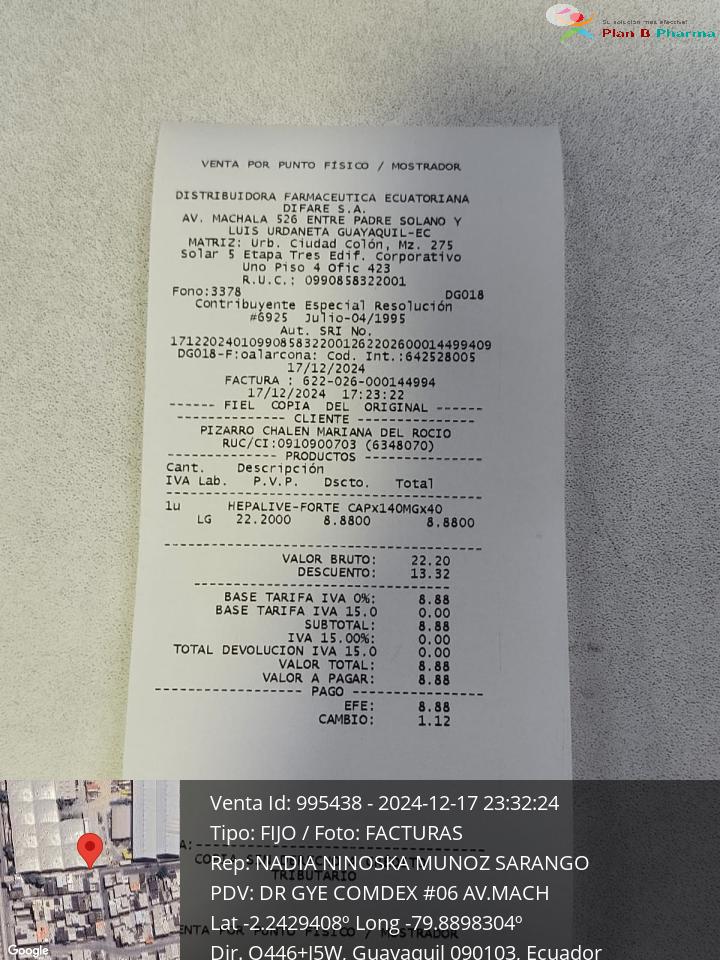 Su solución más efectiva!
Plan B Pharma
VENTA POR PUNTO FÍSICO / MOSTRADOR
DISTRIBUIDORA FARMACEUTICA ECUATORIANA
DIFARE S.A.
AV. MACHALA 526 ENTRE PADRE SOLANO Y
LUIS URDANETA GUAYAQUIL-EC
MATRIZ: Urb. Ciudad Colón, Mz. 275
Solar 5 Etapa Tres Edif. Corporativo
Uno Piso 4 Ofic 423
R.U.C.: 0990858322001
Fono:3378 DG018
Contribuyente Especial Resolución
#6925 Julio-04/1995
Aut. SRI No.
1712202401099085832200126220260001449940​9
DG018-F:oalarcona: Cod. Int.:642528005
17/12/2024
FACTURA : 622-026-000144994
17/12/2024 17:23:22
------ FIEL COPIA DEL ORIGINAL ------
--------------- CLIENTE ---------------
PIZARRO CHALEN MARIANA DEL ROCIO
RUC/CI:0910900703 (6348070)
-------------- PRODUCTOS --------------
Cant. Descripción
IVA Lab. P.V.P. Dscto. Total
1u HEPALIVE-FORTE CAPx140MGx40
LG 22.2000 8.8800 8.8800
VALOR BRUTO: 22.20
DESCUENTO: 13.32
BASE TARIFA IVA 0%: 8.88
BASE TARIFA IVA 15.0 0.00
SUBTOTAL: 8.88
IVA 15.00%: 0.00
TOTAL DEVOLUCION IVA 15.0 0.00
VALOR TOTAL: 8.88
VALOR A PAGAR: 8.88
------------------ PAGO ----------------
EFE: 8.88
CAMBIO: 1.12
Venta Id: 995438 - 2024-12-17 23:32:24
Tipo: FIJO / Foto: FACTURAS
Rep: NADIA NINOSKA MUNOZ SARANGO
TRIBUTARIO
PDV: DR GYE COMDEX #06 AV.MACH
Lat -2.2429408º Long -79.8898304º
VENTA POR PUNTO FÍSICO / MOSTRADOR
Dir. Q446+J5W, Guayaquil 090103, Ecuador
Google